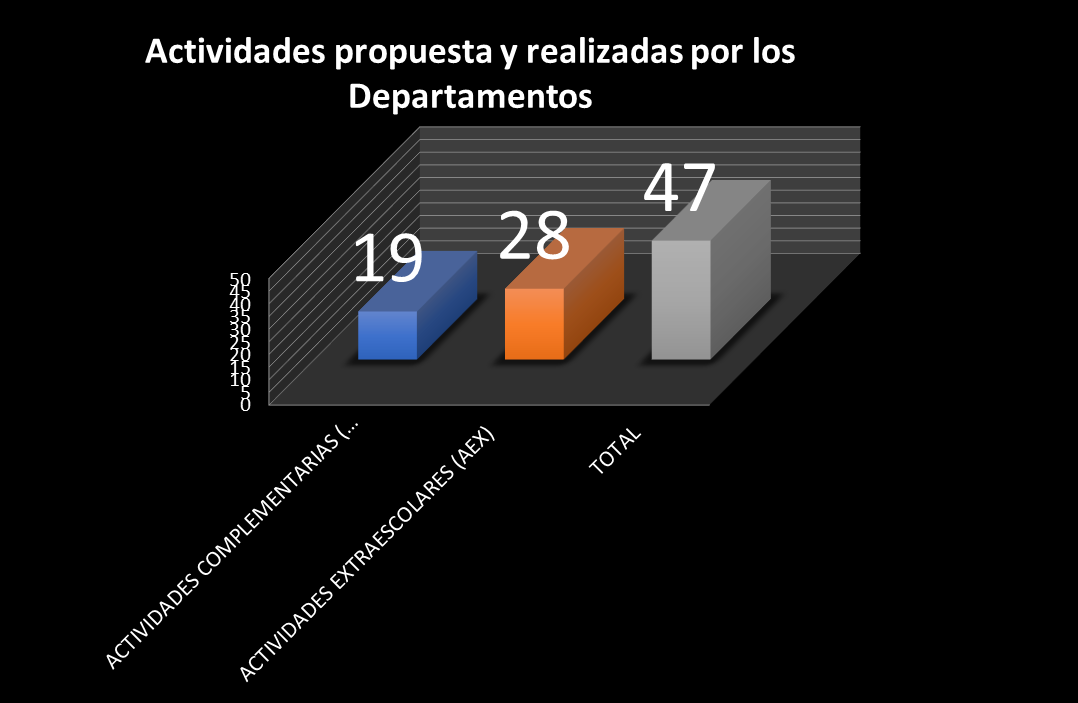 Actividades propuesta y realizadas por los
Departamentos
47
28
19
50
45
40
35
30
25
20
15
10
5
0
ACTIVIDADES COMPLEMENTARIAS (…
ACTIVIDADES EXTRAESCOLARES (AEX)
TOTAL